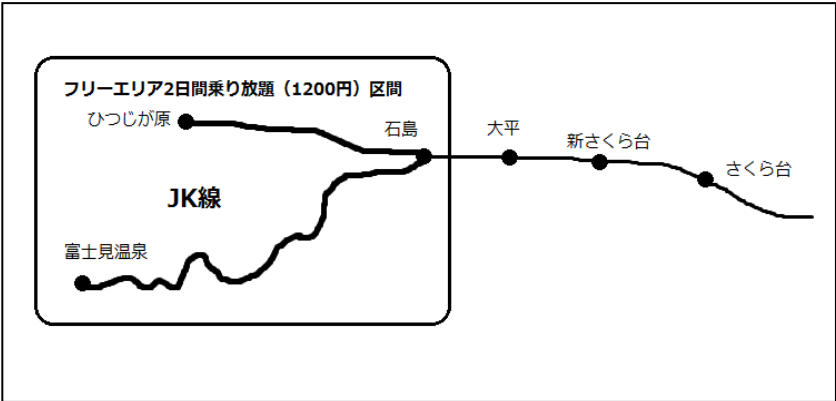 フリーエリア2日間乗り放題（1200円）区間
ひつじが原
石島
大平
新さくら台
さくら台
JK線
富士見温泉